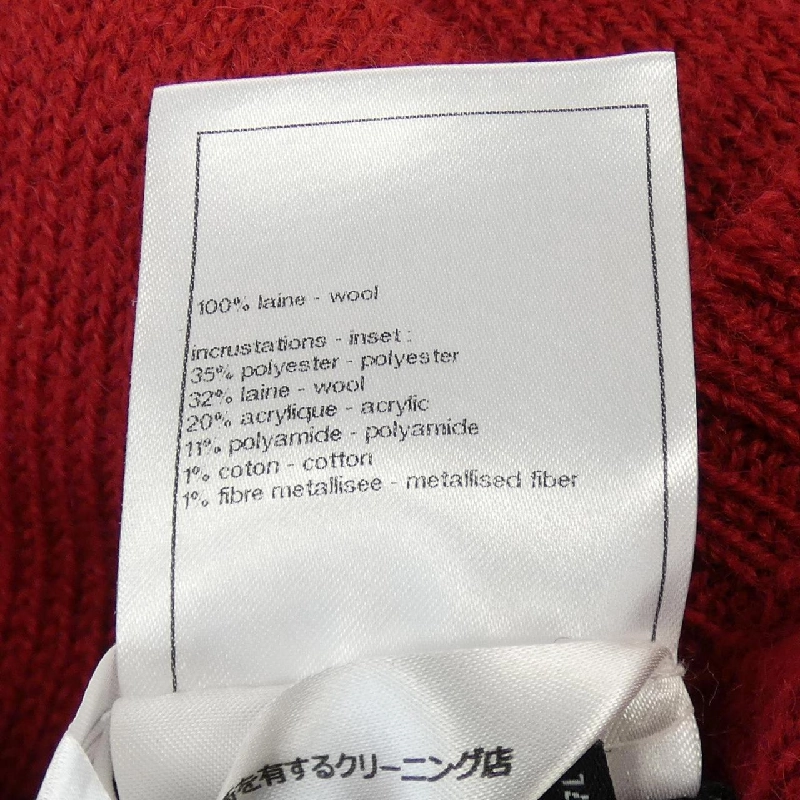 100% laine - wool
incrustations - inset :
35% polyester - polyester
32% laine - wool
20% acrylique - acrylic
11% polyamide - polyamide
1% coton - cotton
1% fibre metallisee - metallised fiber
を有するクリーニング店